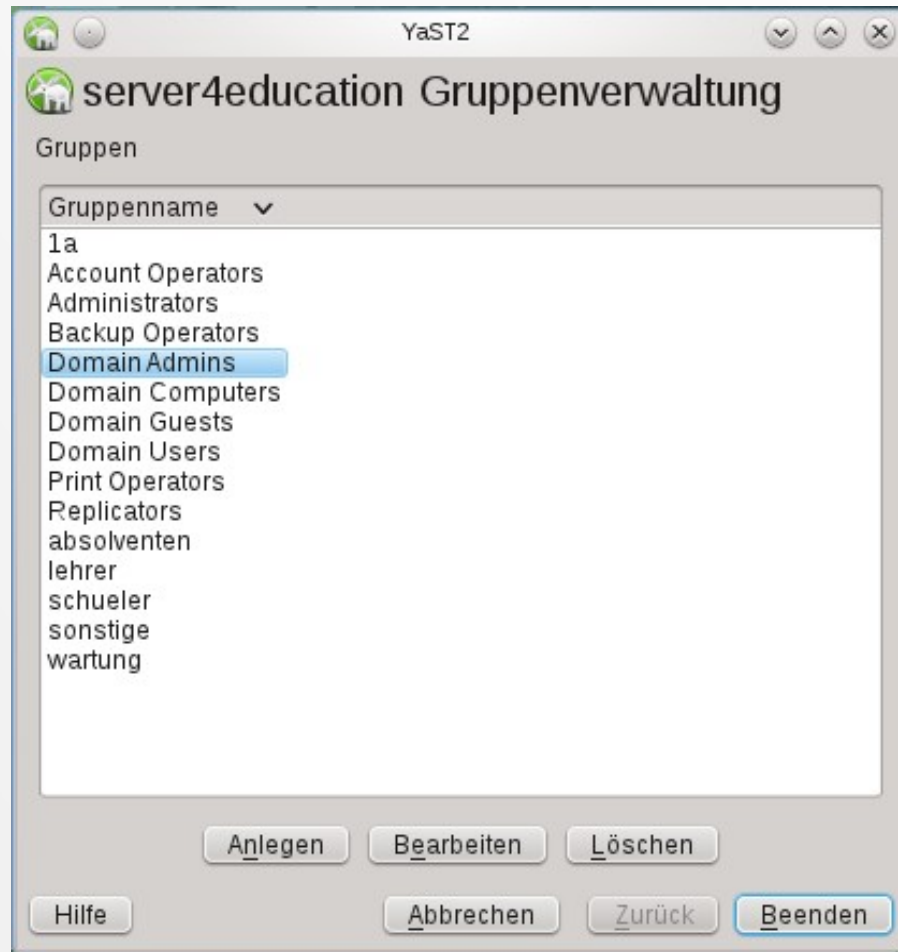 YaST2
server4education Gruppenverwaltung
Gruppen
Gruppenname
1a
Account Operators
Administrators
Backup Operators
Domain Admins
Domain Computers
Domain Guests
Domain Users
Print Operators
Replicators
absolventen
lehrer
schueler
sonstige
wartung
Anlegen Bearbeiten Löschen
Hilfe Abbrechen Zurück Beenden